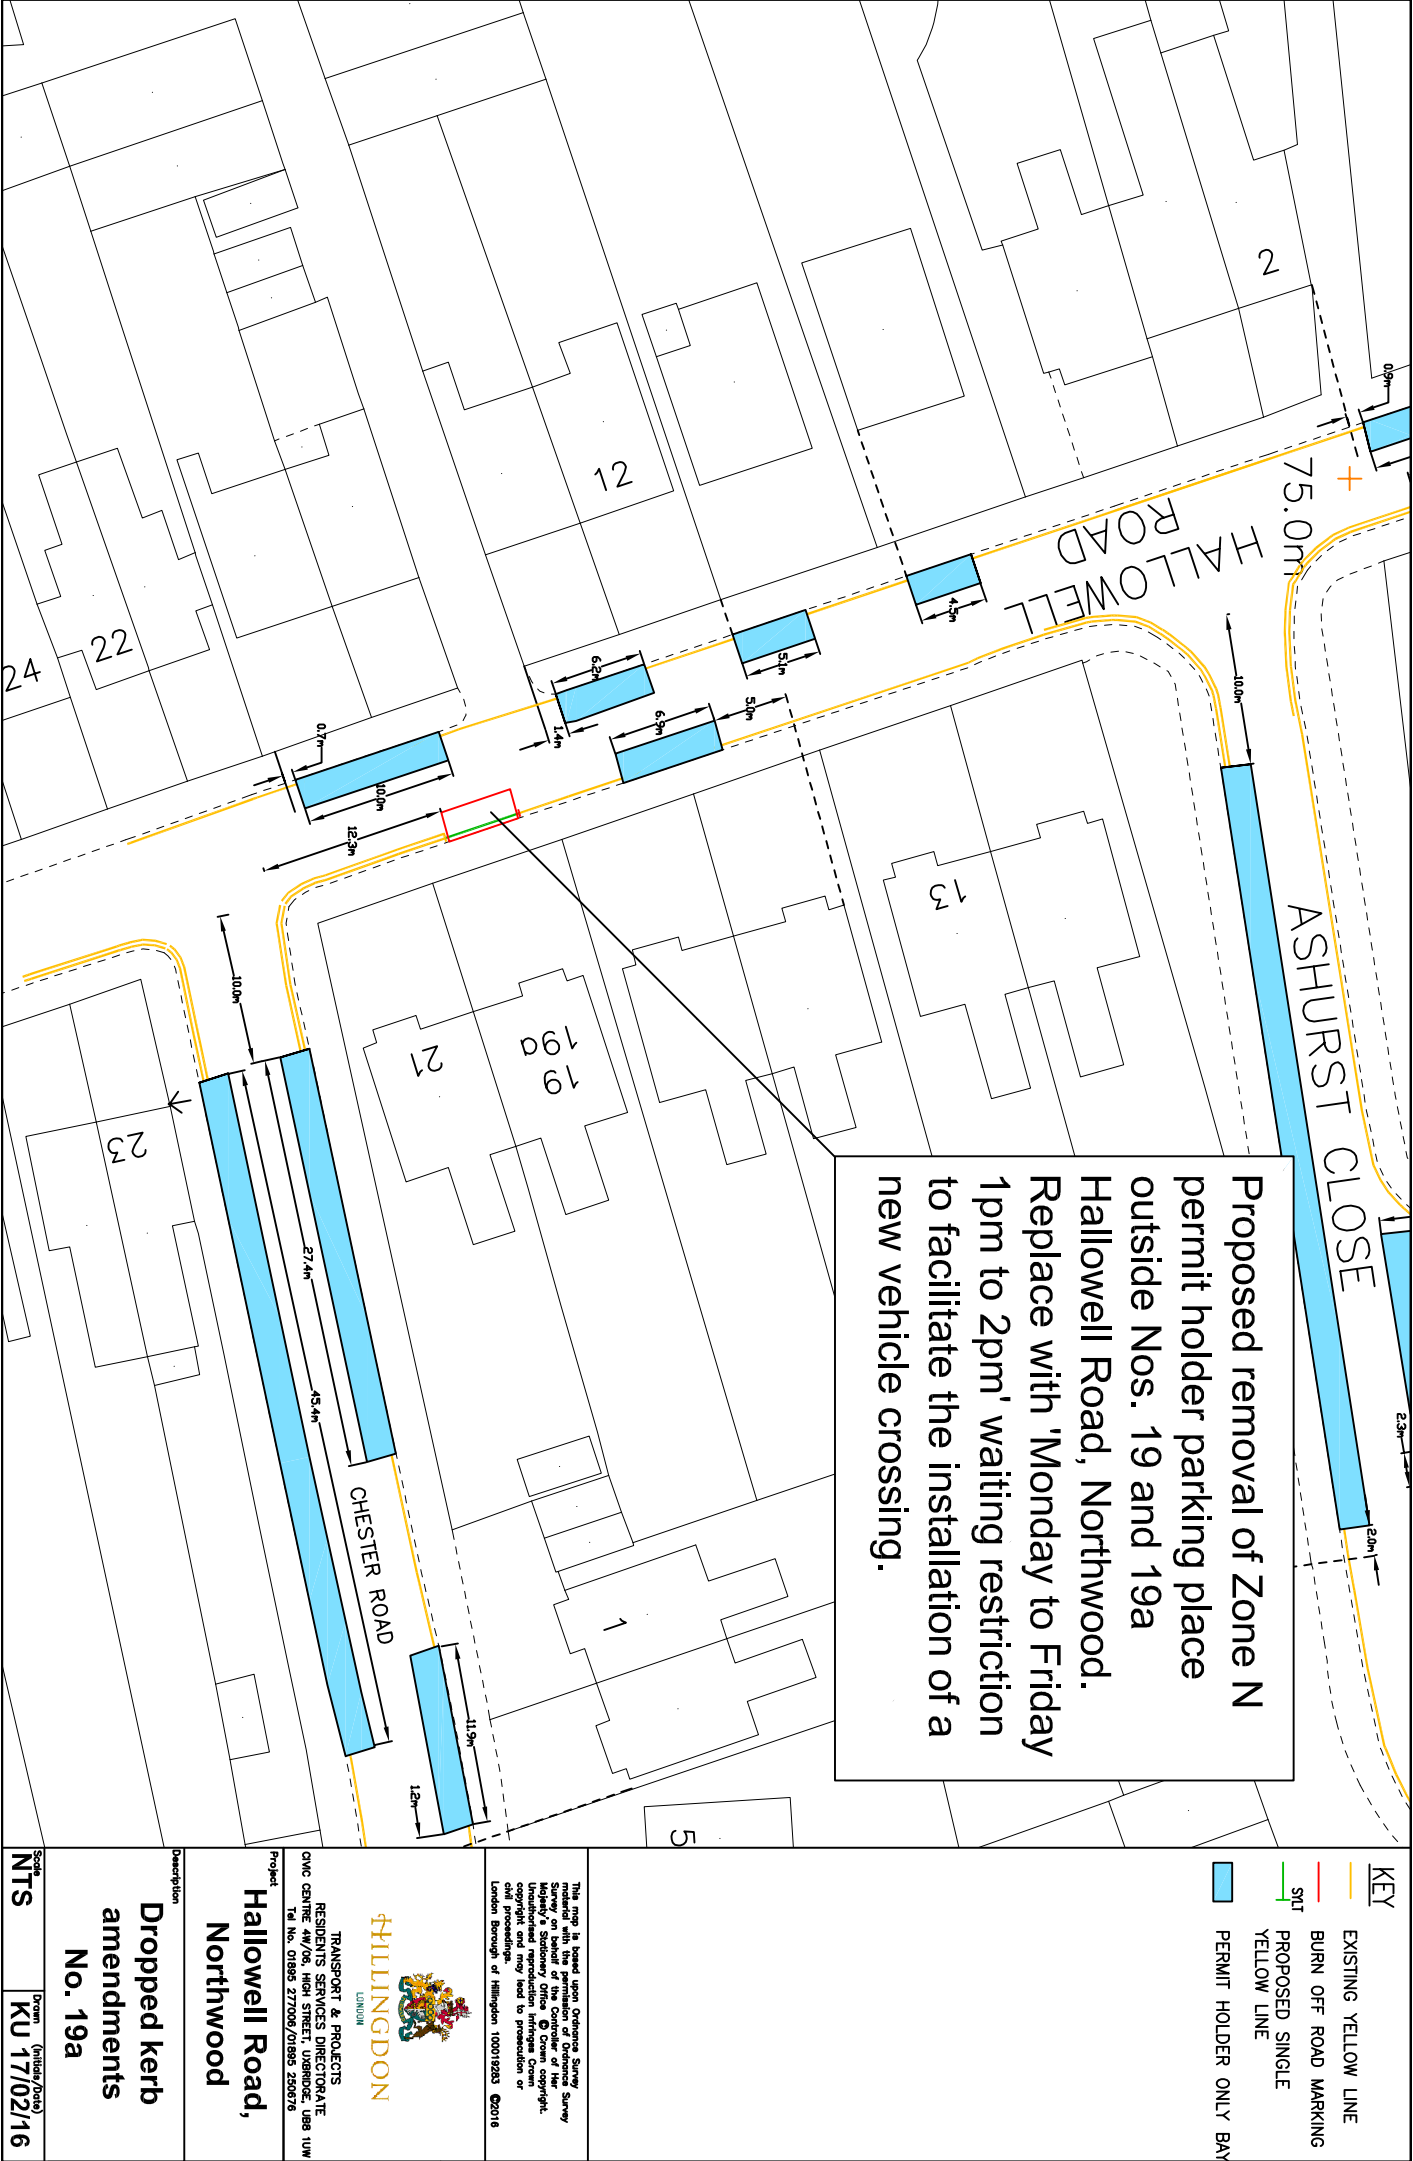 Proposed removal of Zone N
permit holder parking place
outside Nos. 19 and 19a
Hallowell Road, Northwood.
Replace with 'Monday to Friday
1pm to 2pm' waiting restriction
to facilitate the installation of a
new vehicle crossing.
HALLOWELL
ROAD
75.0m
ASHURST CLOSE
CHESTER ROAD
2
12
22
24
13
19
19a
21
23
1
5
0.9m
4.5m
5.1m
6.2m
1.4m
6.9m
5.0m
10.0m
0.7m
12.3m
10.0m
10.0m
27.4m
45.4m
11.9m
1.2m
2.3m
2.0m
KEY
EXISTING YELLOW LINE
BURN OFF ROAD MARKING
SYLT
PROPOSED SINGLE
YELLOW LINE
PERMIT HOLDER ONLY BAY
This map is based upon Ordnance Survey
material with the permission of Ordnance Survey
on behalf of the Controller of Her
Majesty's Stationery Office © Crown copyright.
Unauthorised reproduction infringes Crown
copyright and may lead to prosecution or
civil proceedings.
London Borough of Hillingdon 100019283 ©2016
HILLINGDON
LONDON
TRANSPORT & PROJECTS
RESIDENTS SERVICES DIRECTORATE
CIVIC CENTRE 4W/06, HIGH STREET, UXBRIDGE, UB8 1UW
Tel No. 01895 277006/01895 250676
Project
Hallowell Road,
Northwood
Description
Dropped kerb
amendments
No. 19a
Scale
NTS
Drawn (Initials/Date)
KU 17/02/16